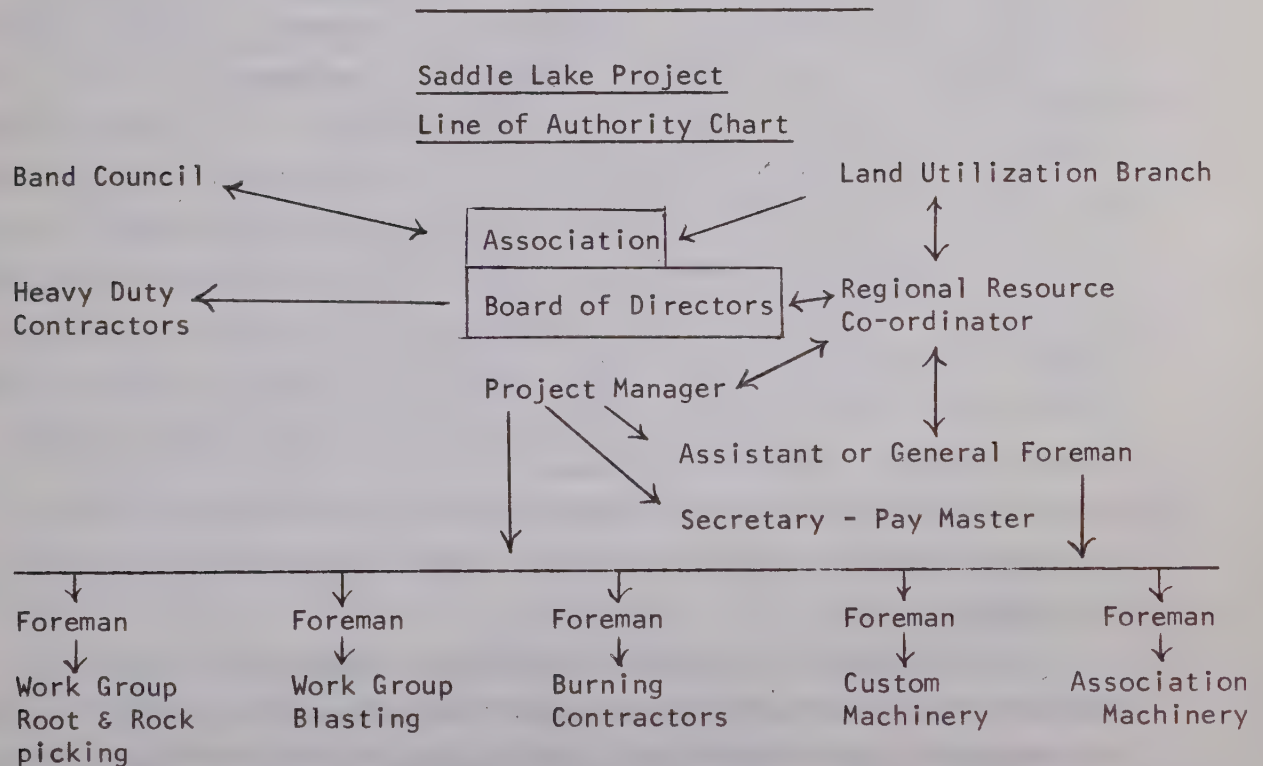 Saddle Lake Project
Line of Authority Chart
Band Council
Land Utilization Branch
Association
Heavy Duty
Contractors
Board of Directors
Regional Resource
Co-ordinator
Project Manager
Assistant or General Foreman
Secretary - Pay Master
Foreman
Foreman
Foreman
Foreman
Foreman
Work Group
Root & Rock
picking
Work Group
Blasting
Burning
Contractors
Custom
Machinery
Association
Machinery